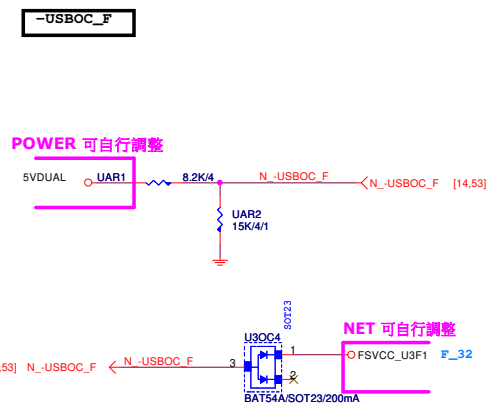 -USBOC_F
POWER 可自行調整
5VDUAL
UAR1
8.2K/4
N_-USBOC_F
N_-USBOC_F [14,53]
UAR2
15K/4/1
SOT23
U3OC4
NET 可自行調整
,53] N_-USBOC_F
N_-USBOC_F
3
1
2
FSVCC_U3F1
F_32
BAT54A/SOT23/200mA